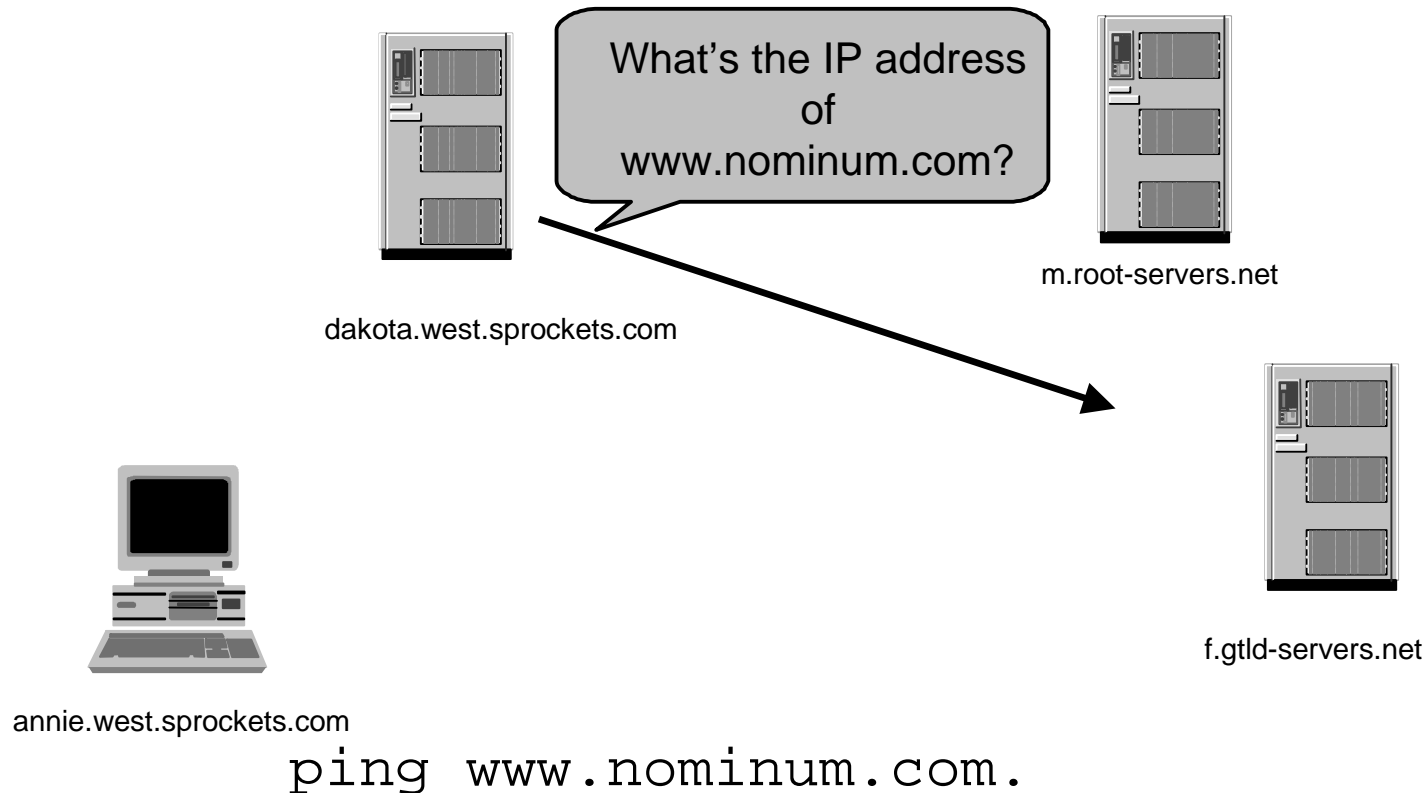 What’s the IP address
of
www.nominum.com?
m.root-servers.net
dakota.west.sprockets.com
f.gtld-servers.net
annie.west.sprockets.com
ping www.nominum.com.